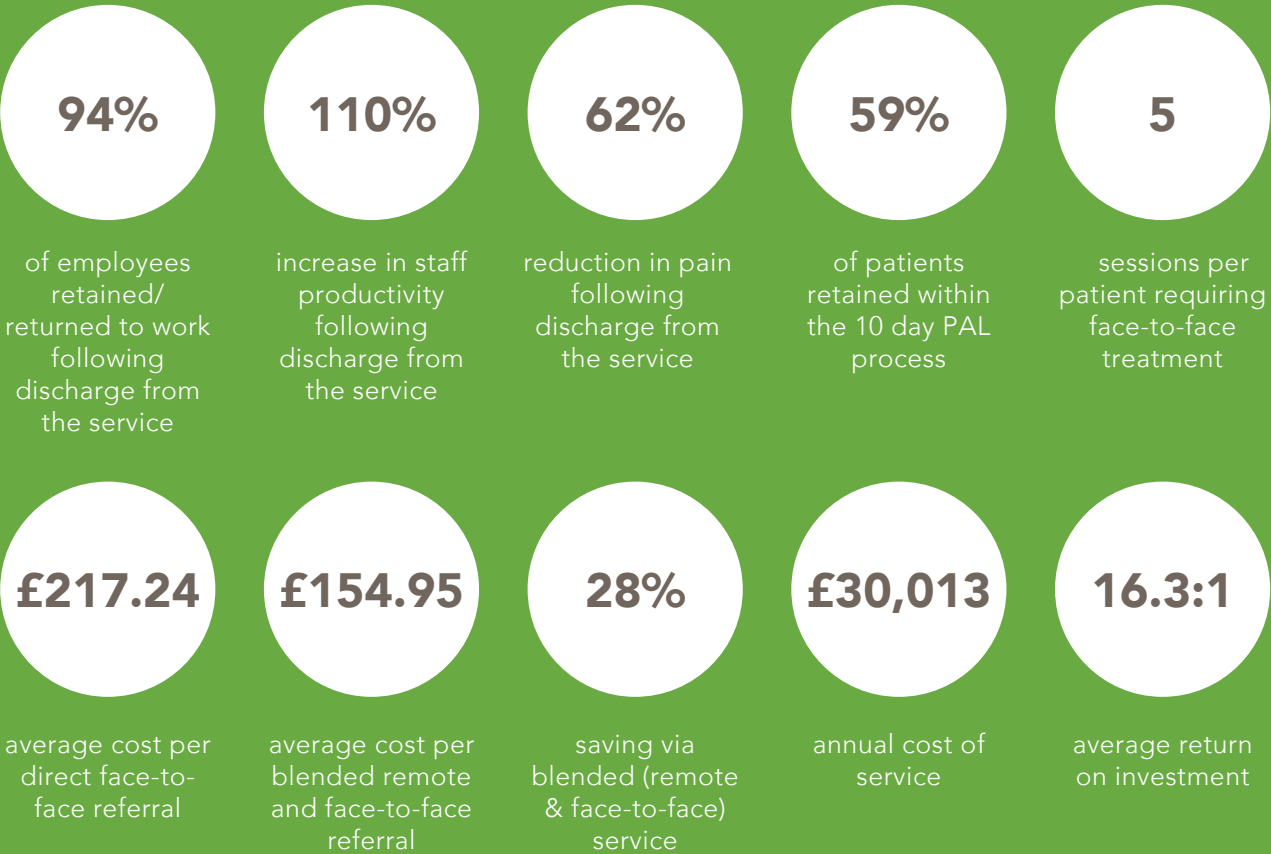 94%
of employees
retained/
returned to work
following
discharge from
the service
110%
increase in staff
productivity
following
discharge from
the service
62%
reduction in pain
following
discharge from
the service
59%
of patients
retained within
the 10 day PAL
process
5
sessions per
patient requiring
face-to-face
treatment
£217.24
average cost per
direct face-to-
face referral
£154.95
average cost per
blended remote
and face-to-face
referral
28%
saving via
blended (remote
& face-to-face)
service
£30,013
annual cost of
service
16.3:1
average return
on investment